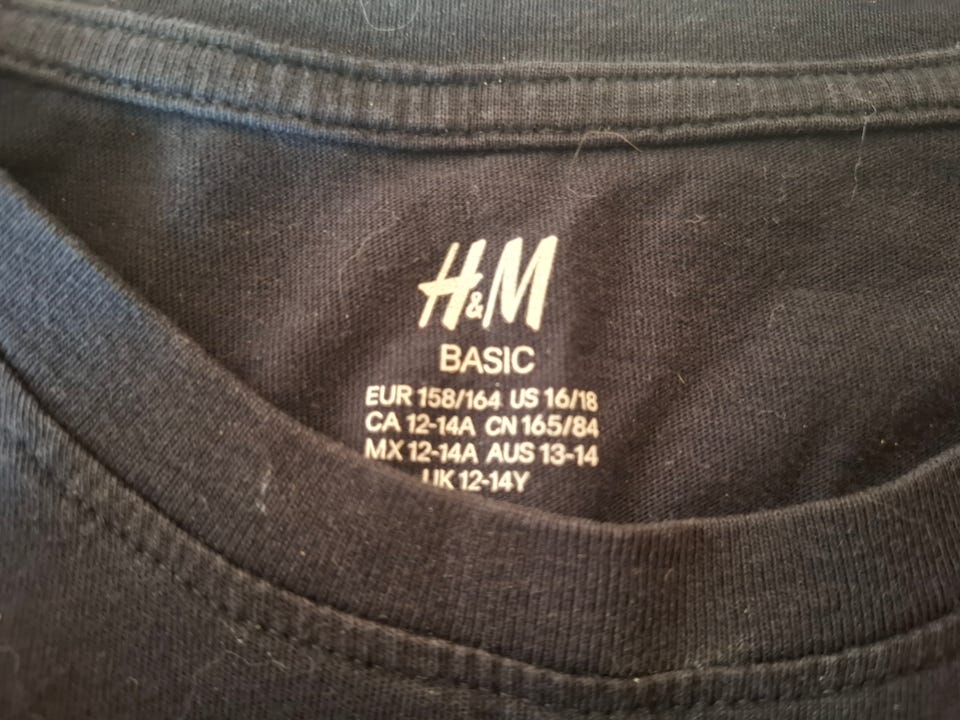 H&M
BASIC
EUR 158/164 US 16/18
CA 12-14A CN 165/84
MX 12-14A AUS 13-14
UK 12-14Y